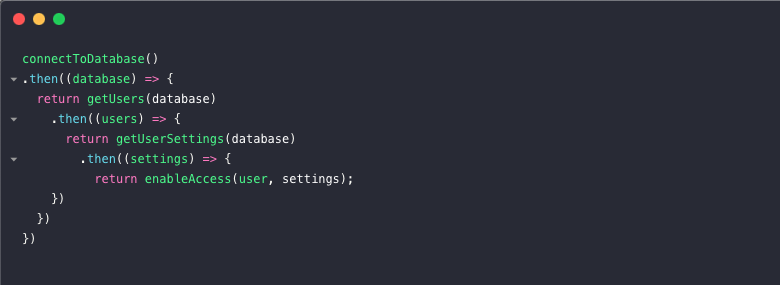 connectToDatabase()
.then((database) => {
  return getUsers(database)
    .then((users) => {
      return getUserSettings(database)
        .then((settings) => {
          return enableAccess(user, settings);
    })
  })
})